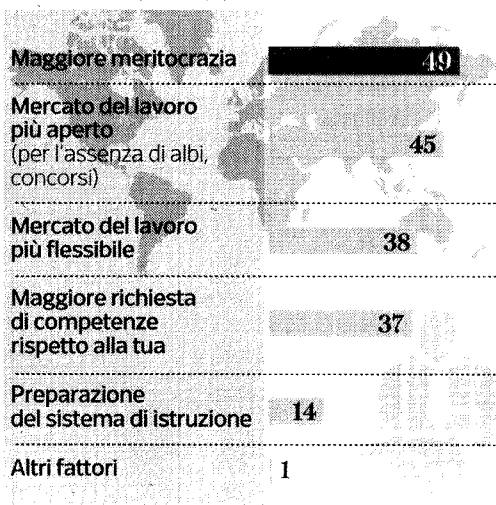 Maggiore meritocrazia 49
Mercato del lavoro
più aperto
(per l'assenza di albi,
concorsi)
45
Mercato del lavoro
più flessibile
38
Maggiore richiesta
di competenze
rispetto alla tua
37
Preparazione
del sistema di istruzione 14
Altri fattori 1